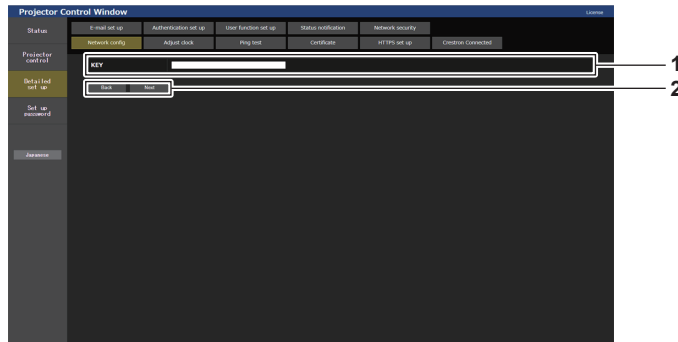 Projector Control Window
License
Status
E-mail set up
Authentication set up
User function set up
Status notification
Network security
Network config
Adjust clock
Ping test
Certificate
HTTPS set up
Crestron Connected
Projector
control
KEY
1
Detailed
set up
Back
Next
2
Set up
password
Japanese